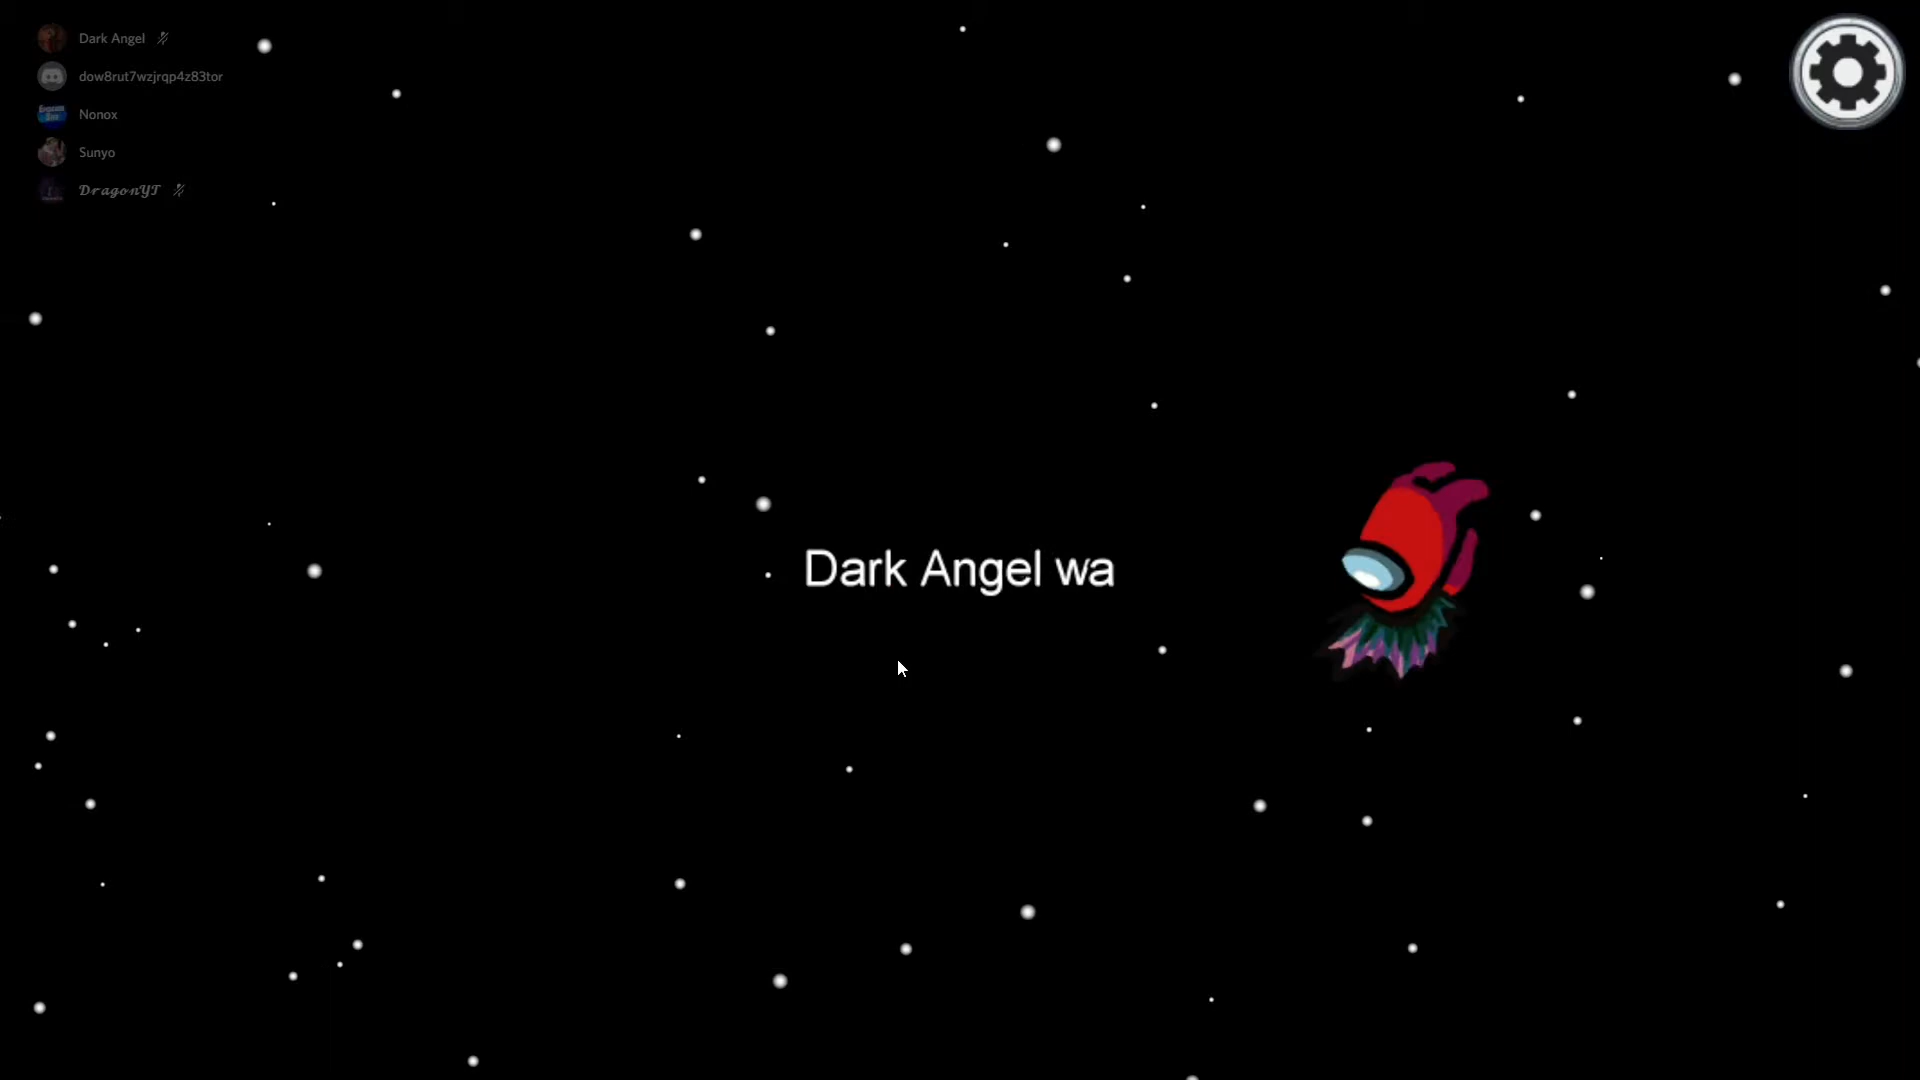 Dark Angel
dow8rut7wzjrqp4z83tor
Nonox
Sunyo
𝓓𝓻𝓪𝓰𝓸𝓷𝓨𝓣
Dark Angel wa